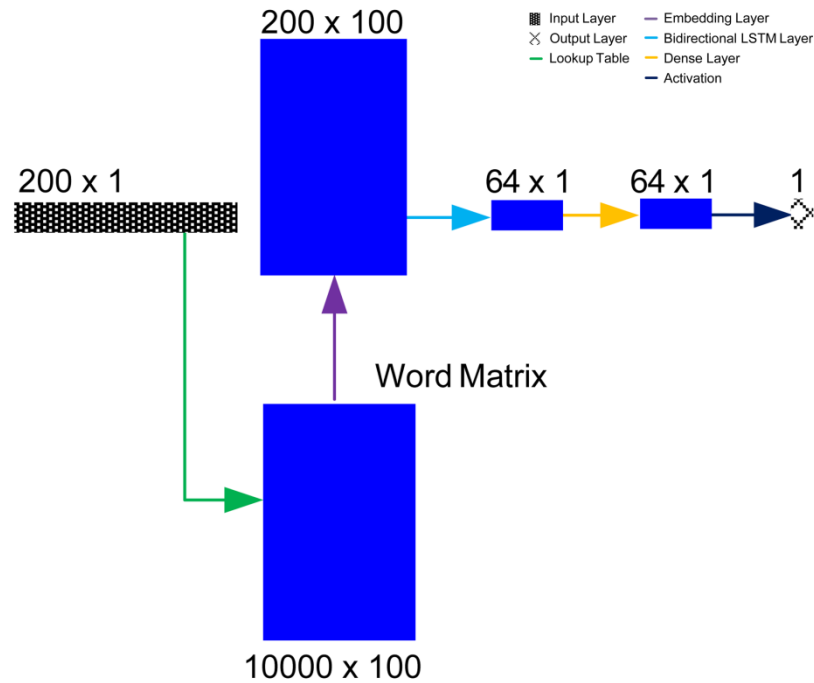 200 x 100
Input Layer
Output Layer
Lookup Table
Embedding Layer
Bidirectional LSTM Layer
Dense Layer
Activation
200 x 1
64 x 1
64 x 1
1
Word Matrix
10000 x 100